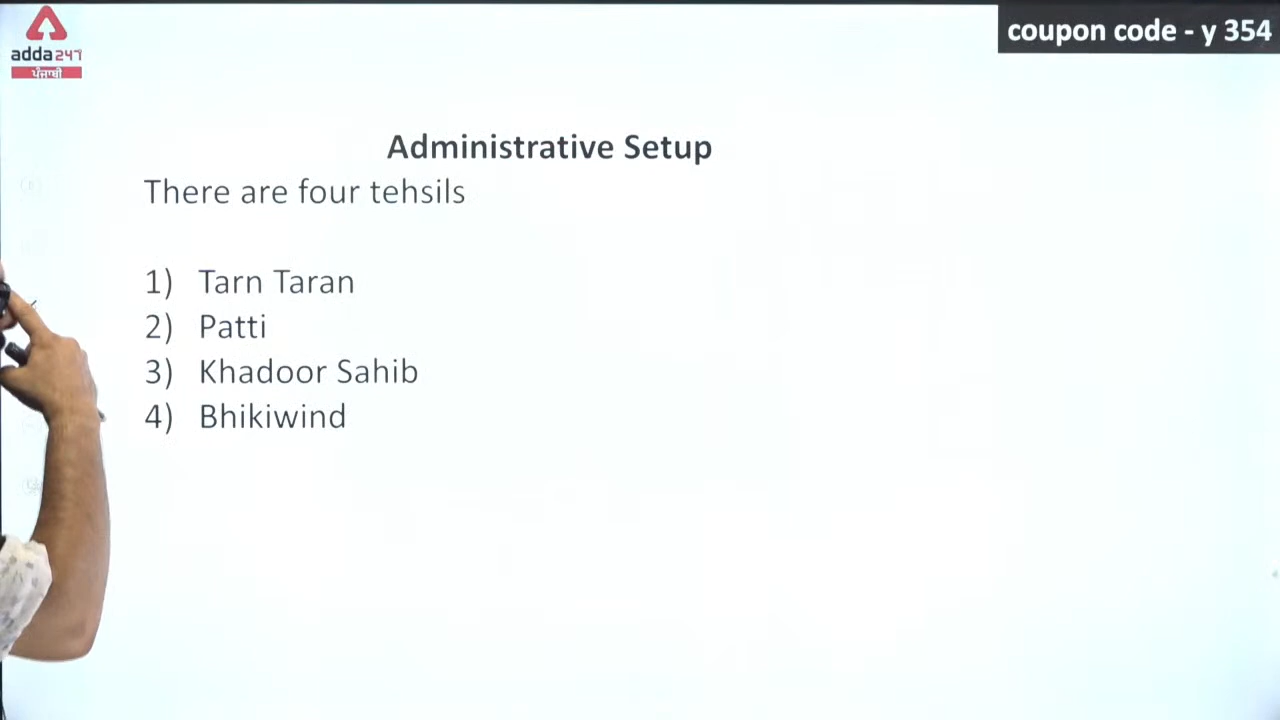 adda247
ਪੰਜਾਬੀ
coupon code - y 354
Administrative Setup
There are four tehsils
1) Tarn Taran
2) Patti
3) Khadoor Sahib
4) Bhikiwind